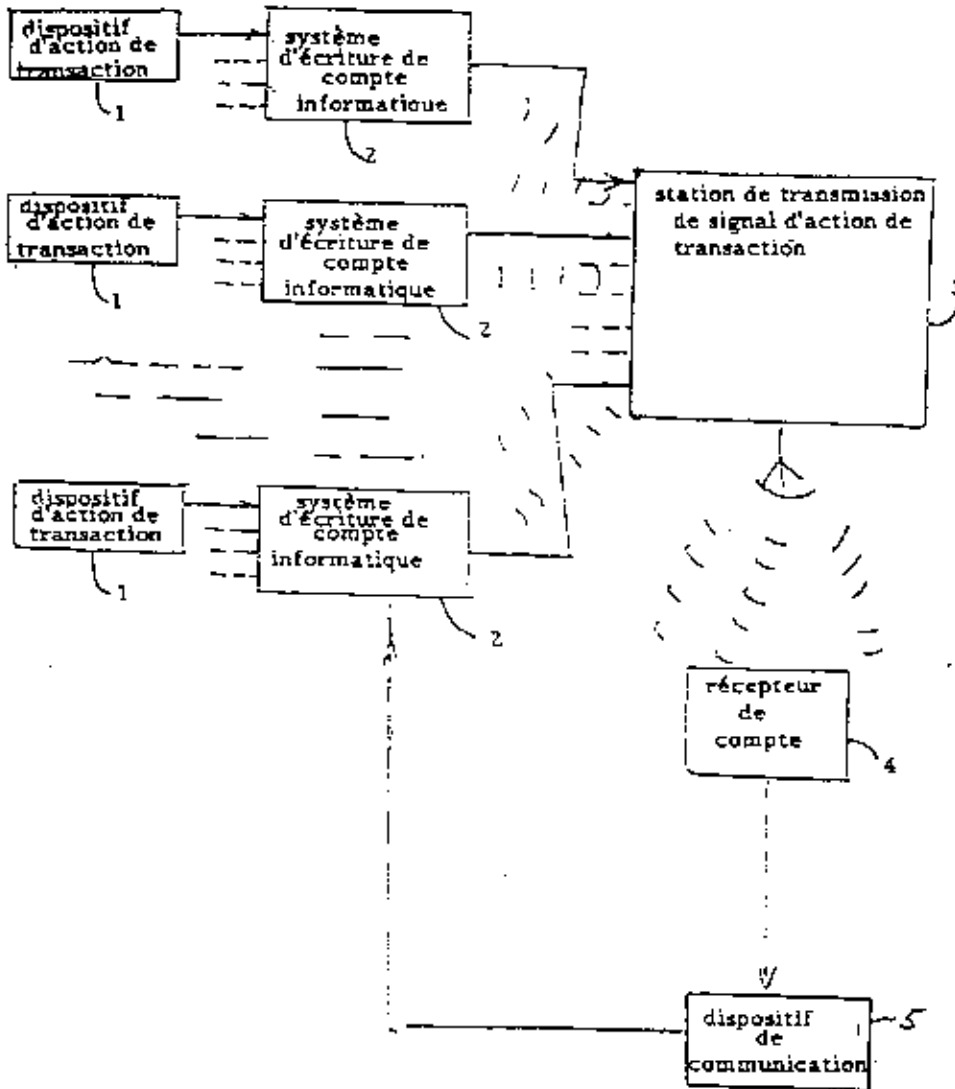 dispositif
d'action de
transaction
1
système
d'écriture de
compte
informatique
2
station de transmission
de signal d'action de
transaction
3
dispositif
d'action de
transaction
1
système
d'écriture de
compte
informatique
2
dispositif
d'action de
transaction
1
système
d'écriture de
compte
informatique
2
récepteur
de
compte
4
dispositif
de
communication
5